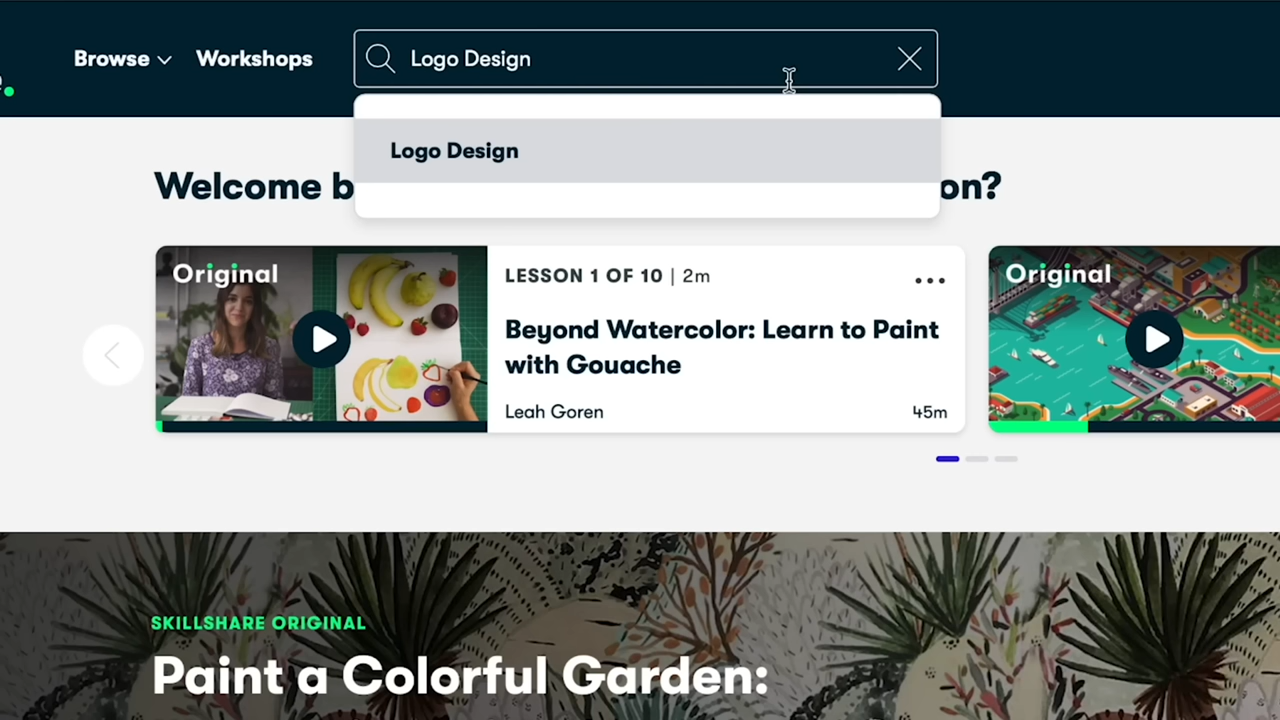 Browse Workshops Logo Design
Logo Design
Welcome b on?
Original
LESSON 1 OF 10 | 2m
Beyond Watercolor: Learn to Paint
with Gouache
Leah Goren 45m
Original
SKILLSHARE ORIGINAL
Paint a Colorful Garden: